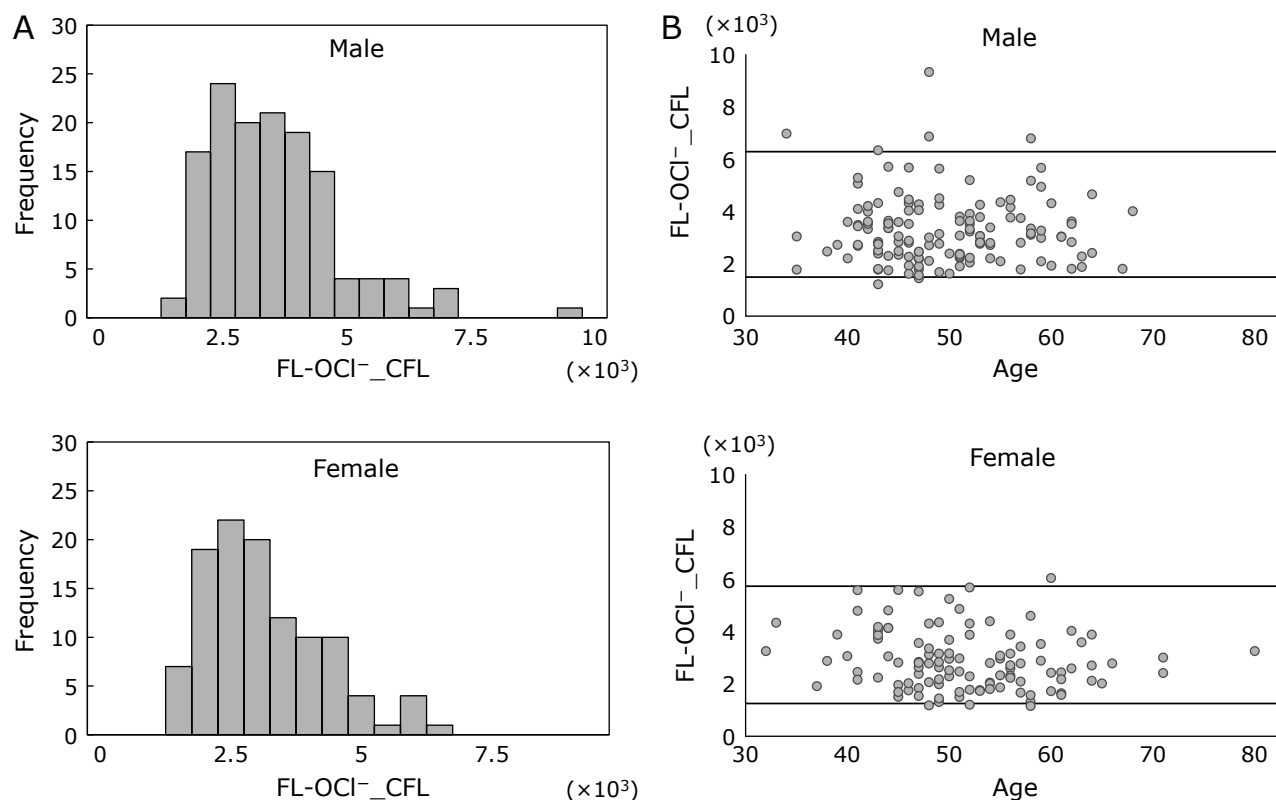 A
Male
Frequency
30
25
20
15
10
5
0
0 2.5 5 7.5 10
FL-OCl⁻_CFL (×10³)
B
(×10³)
Male
FL-OCl⁻_CFL
10
8
6
4
2
0
30 40 50 60 70 80
Age
Female
Frequency
30
25
20
15
10
5
0
0 2.5 5 7.5
FL-OCl⁻_CFL (×10³)
(×10³)
Female
FL-OCl⁻_CFL
10
8
6
4
2
0
30 40 50 60 70 80
Age